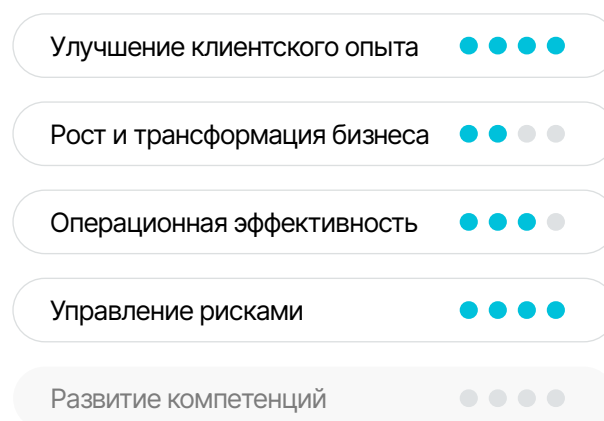 Улучшение клиентского опыта
Рост и трансформация бизнеса
Операционная эффективность
Управление рисками
Развитие компетенций